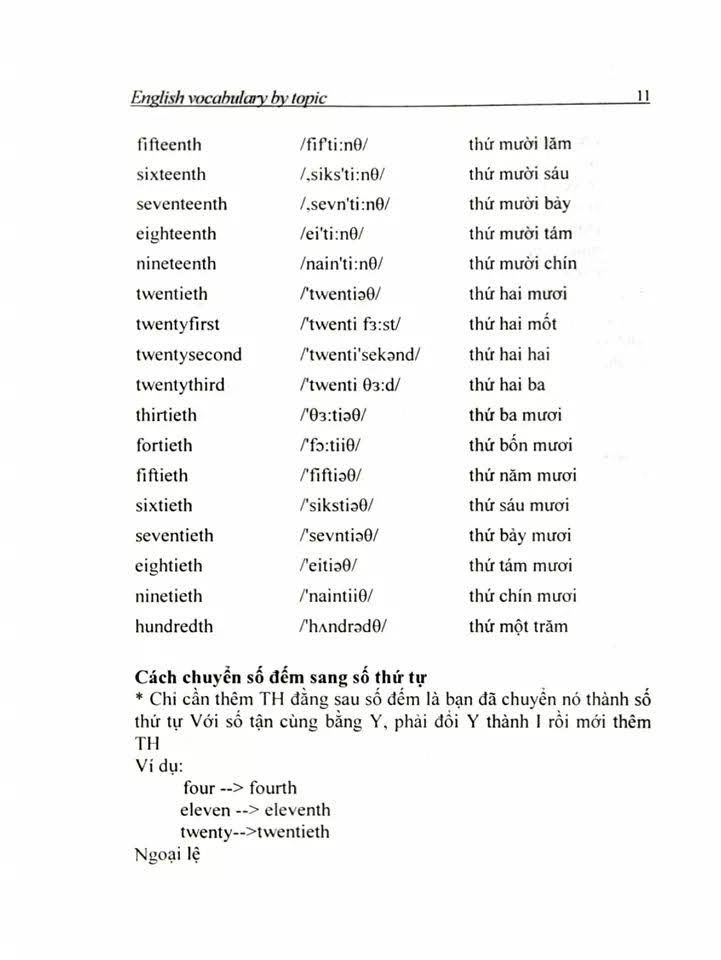 English vocabulary by topic 11
fifteenth /fif'ti:nθ/ thứ mười lăm
sixteenth /,siks'ti:nθ/ thứ mười sáu
seventeenth /,sevn'ti:nθ/ thứ mười bảy
eighteenth /ei'ti:nθ/ thứ mười tám
nineteenth /nain'ti:nθ/ thứ mười chín
twentieth /'twentiəθ/ thứ hai mươi
twentyfirst /'twenti fɜ:st/ thứ hai mốt
twentysecond /'twenti'sekənd/ thứ hai hai
twentythird /'twenti θɜ:d/ thứ hai ba
thirtieth /'θɜ:tiəθ/ thứ ba mươi
fortieth /'fɔ:tiiθ/ thứ bốn mươi
fiftieth /'fiftiəθ/ thứ năm mươi
sixtieth /'sikstiəθ/ thứ sáu mươi
seventieth /'sevntiəθ/ thứ bảy mươi
eightieth /'eitiəθ/ thứ tám mươi
ninetieth /'naintiiθ/ thứ chín mươi
hundredth /'hʌndrədθ/ thứ một trăm
Cách chuyển số đếm sang số thứ tự
* Chỉ cần thêm TH đằng sau số đếm là bạn đã chuyển nó thành số
thứ tự Với số tận cùng bằng Y, phải đổi Y thành I rồi mới thêm
TH
Ví dụ:
four --> fourth
eleven --> eleventh
twenty-->twentieth
Ngoại lệ